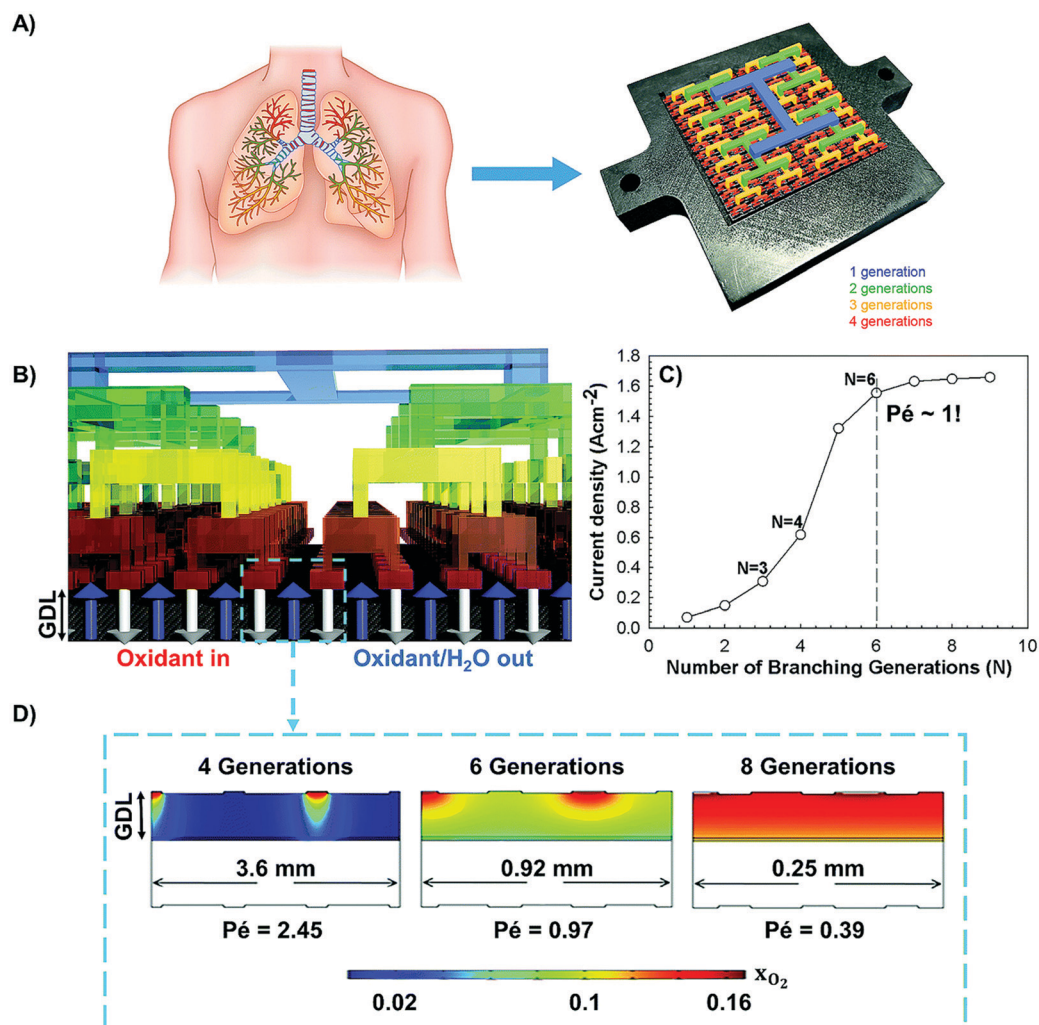 A)
1 generation
2 generations
3 generations
4 generations
B)
GDL
Oxidant in
Oxidant/H₂O out
C)
Current density (Acm⁻²)
1.8
1.6
1.4
1.2
1.0
0.8
0.6
0.4
0.2
0.0
N=3
N=4
N=6
Pé ~ 1!
0 2 4 6 8 10
Number of Branching Generations (N)
D)
4 Generations 6 Generations 8 Generations
GDL
3.6 mm 0.92 mm 0.25 mm
Pé = 2.45 Pé = 0.97 Pé = 0.39
x_O₂
0.02 0.1 0.16